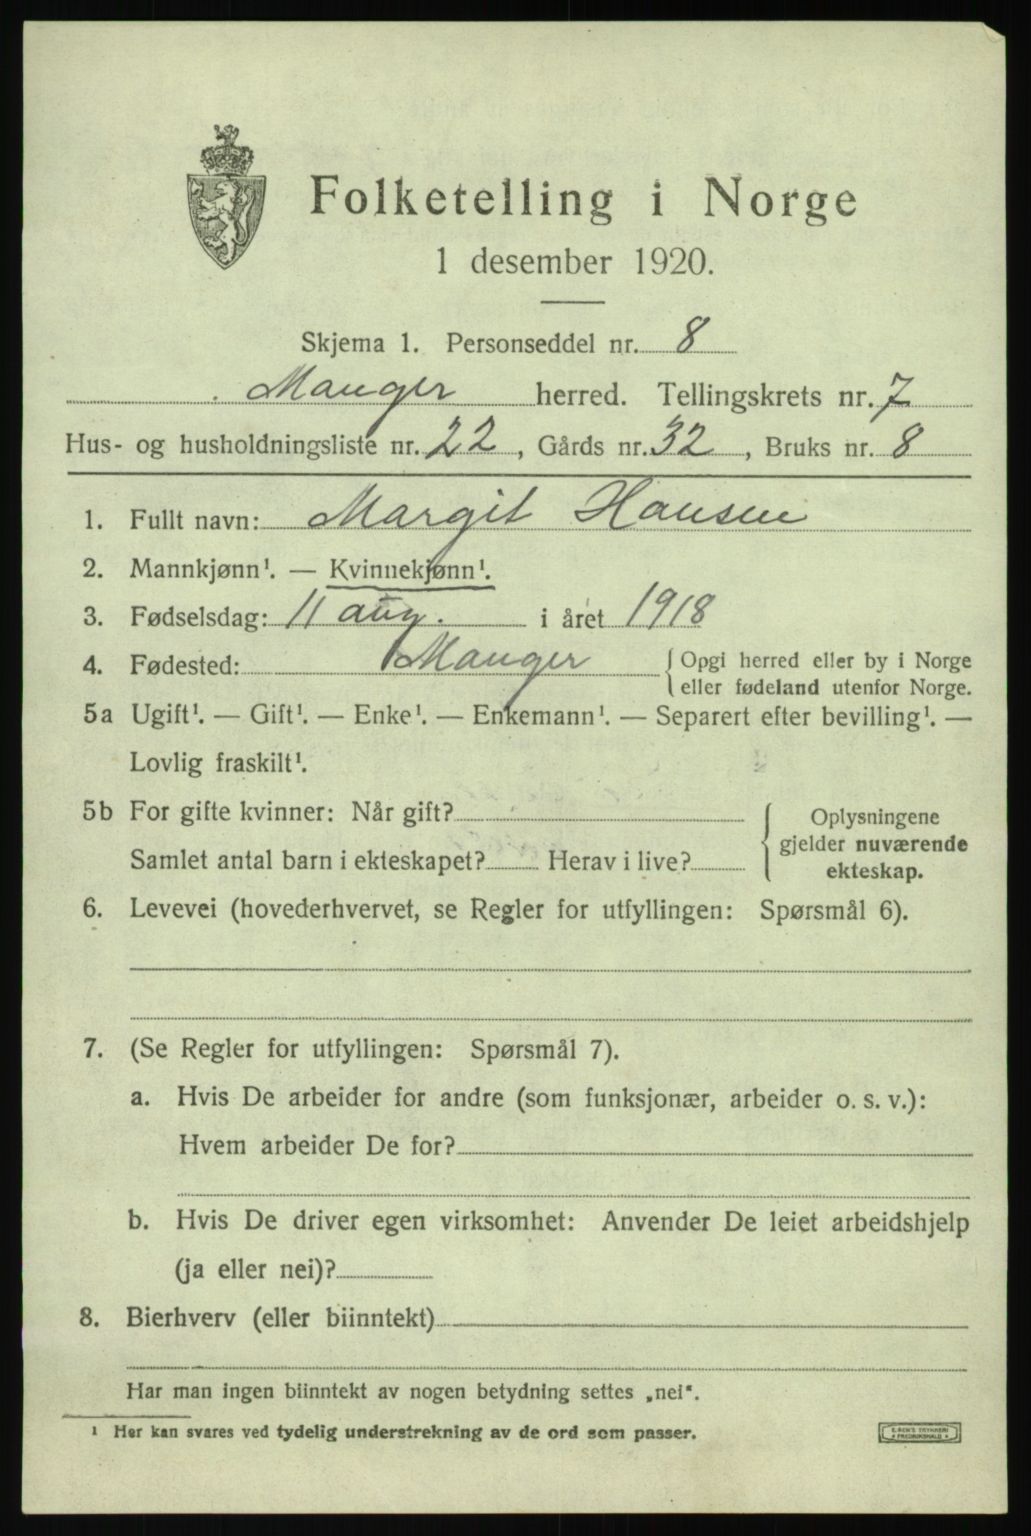 Folketelling i Norge
1 desember 1920.
Skjema 1. Personseddel nr. 8
Manger herred. Tellingskrets nr. 7
Hus- og husholdningsliste nr. 22, Gårds nr. 32, Bruks nr. 8
1. Fullt navn: Margit Hansen
2. Mannkjønn¹. — Kvinnekjønn¹.
3. Fødselsdag: 11 aug. i året 1918
4. Fødested: Manger { Opgi herred eller by i Norge
eller fødeland utenfor Norge.
5a Ugift¹. — Gift¹. — Enke¹. — Enkemann¹. — Separert efter bevilling¹. —
Lovlig fraskilt¹.
5b For gifte kvinner: Når gift?
Samlet antal barn i ekteskapet? Herav i live?
Oplysningene
gjelder nuværende
ekteskap.
6. Levevei (hovederhvervet, se Regler for utfyllingen: Spørsmål 6).
7. (Se Regler for utfyllingen: Spørsmål 7).
a. Hvis De arbeider for andre (som funksjonær, arbeider o. s. v.):
Hvem arbeider De for?
b. Hvis De driver egen virksomhet: Anvender De leiet arbeidshjelp
(ja eller nei)?
8. Bierhverv (eller biinntekt)
Har man ingen biinntekt av nogen betydning settes „nei“.
¹ Her kan svares ved tydelig understrekning av de ord som passer.
E. SEM'S TRYKKERI
FREDRIKSHALD